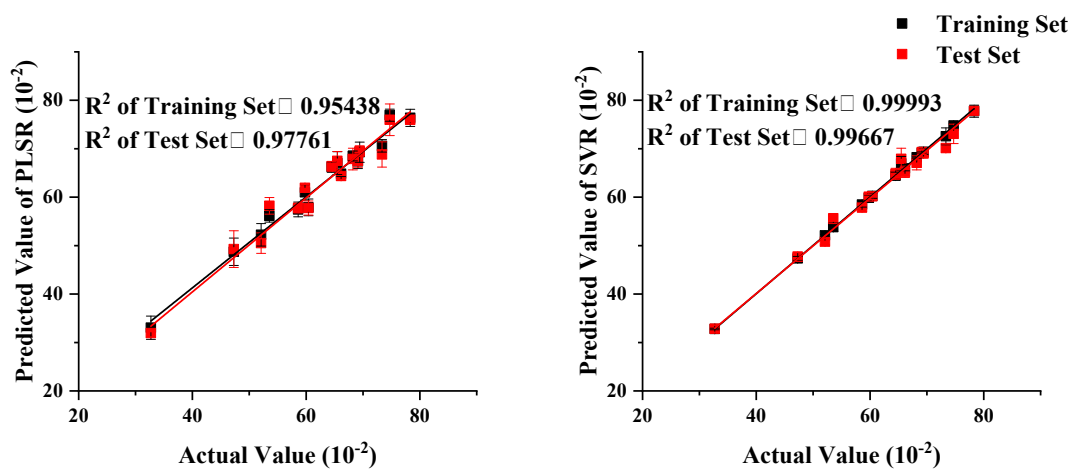 Training Set
Test Set
R² of Training Set□ 0.95438
R² of Test Set□ 0.97761
Predicted Value of PLSR (10⁻²)
80
60
40
20
20
40
60
80
Actual Value (10⁻²)
R² of Training Set□ 0.99993
R² of Test Set□ 0.99667
Predicted Value of SVR (10⁻²)
80
60
40
20
20
40
60
80
Actual Value (10⁻²)